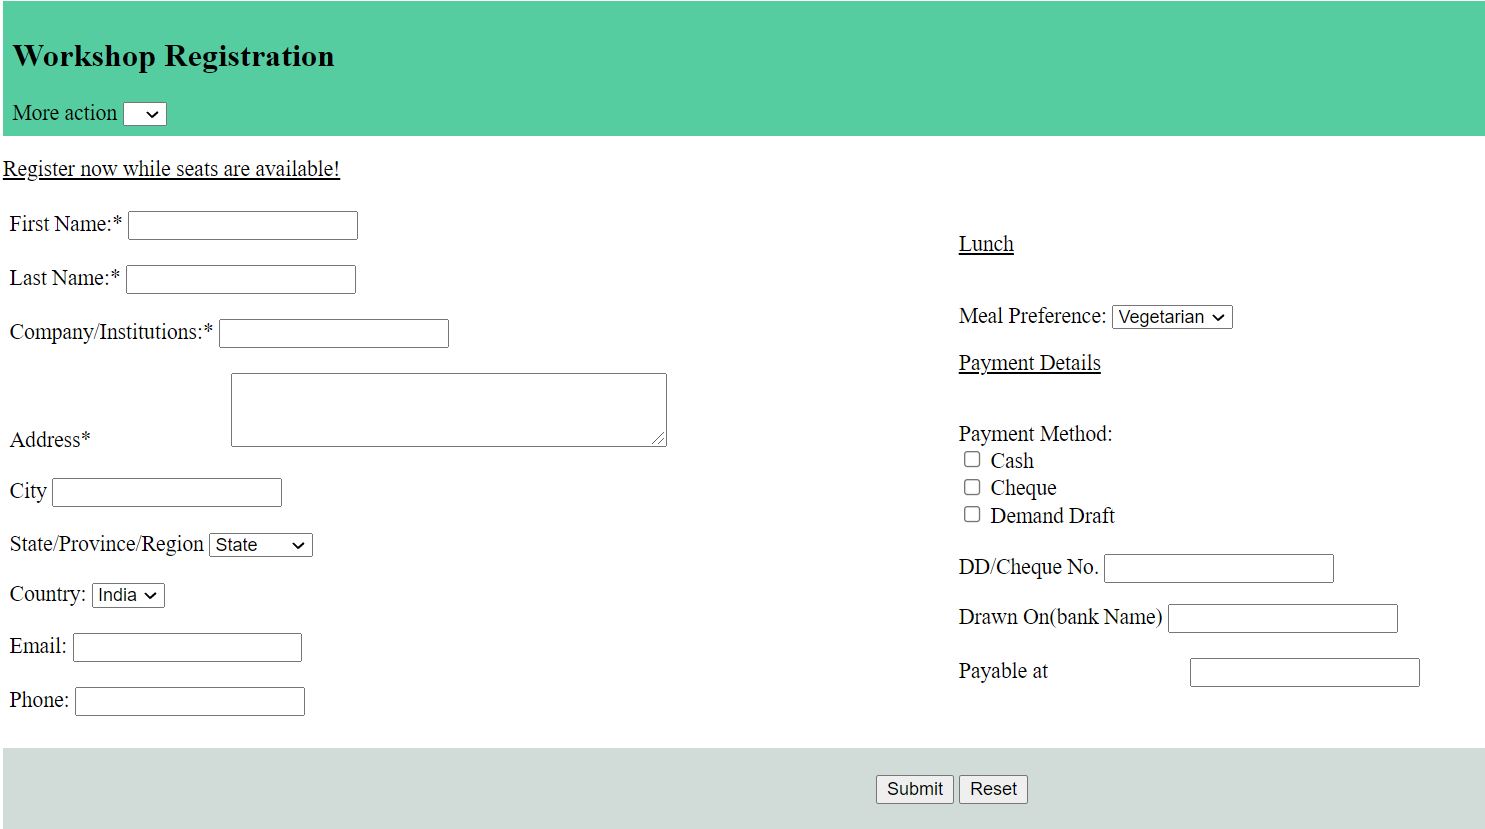 Workshop Registration
More action
Register now while seats are available!
First Name:*
Last Name:*
Company/Institutions:*
Address*
City
State/Province/Region State
Country: India
Email:
Phone:
Lunch
Meal Preference: Vegetarian
Payment Details
Payment Method:
Cash
Cheque
Demand Draft
DD/Cheque No.
Drawn On(bank Name)
Payable at
Submit Reset